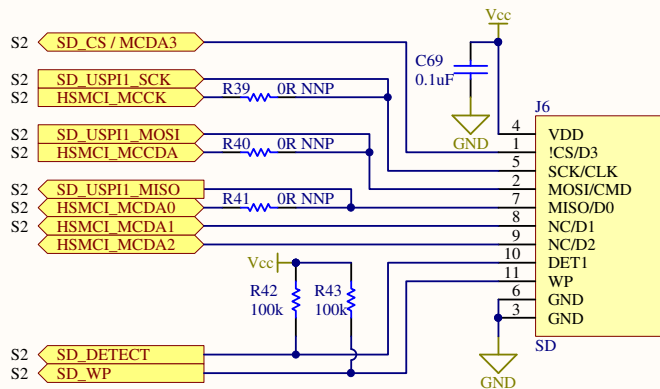 Vcc
S2 SD_CS / MCDA3
C69
0.1uF
S2 SD_USPI1_SCK
S2 HSMCI_MCCK R39 0R NNP
GND
J6
S2 SD_USPI1_MOSI
S2 HSMCI_MCCDA R40 0R NNP
4 VDD
1 !CS/D3
5 SCK/CLK
2 MOSI/CMD
7 MISO/D0
8 NC/D1
9 NC/D2
10 DET1
11 WP
6 GND
3 GND
SD
S2 SD_USPI1_MISO
S2 HSMCI_MCDA0 R41 0R NNP
S2 HSMCI_MCDA1
HSMCI_MCDA2
Vcc
R42 R43
100k 100k
S2 SD_DETECT
S2 SD_WP
GND